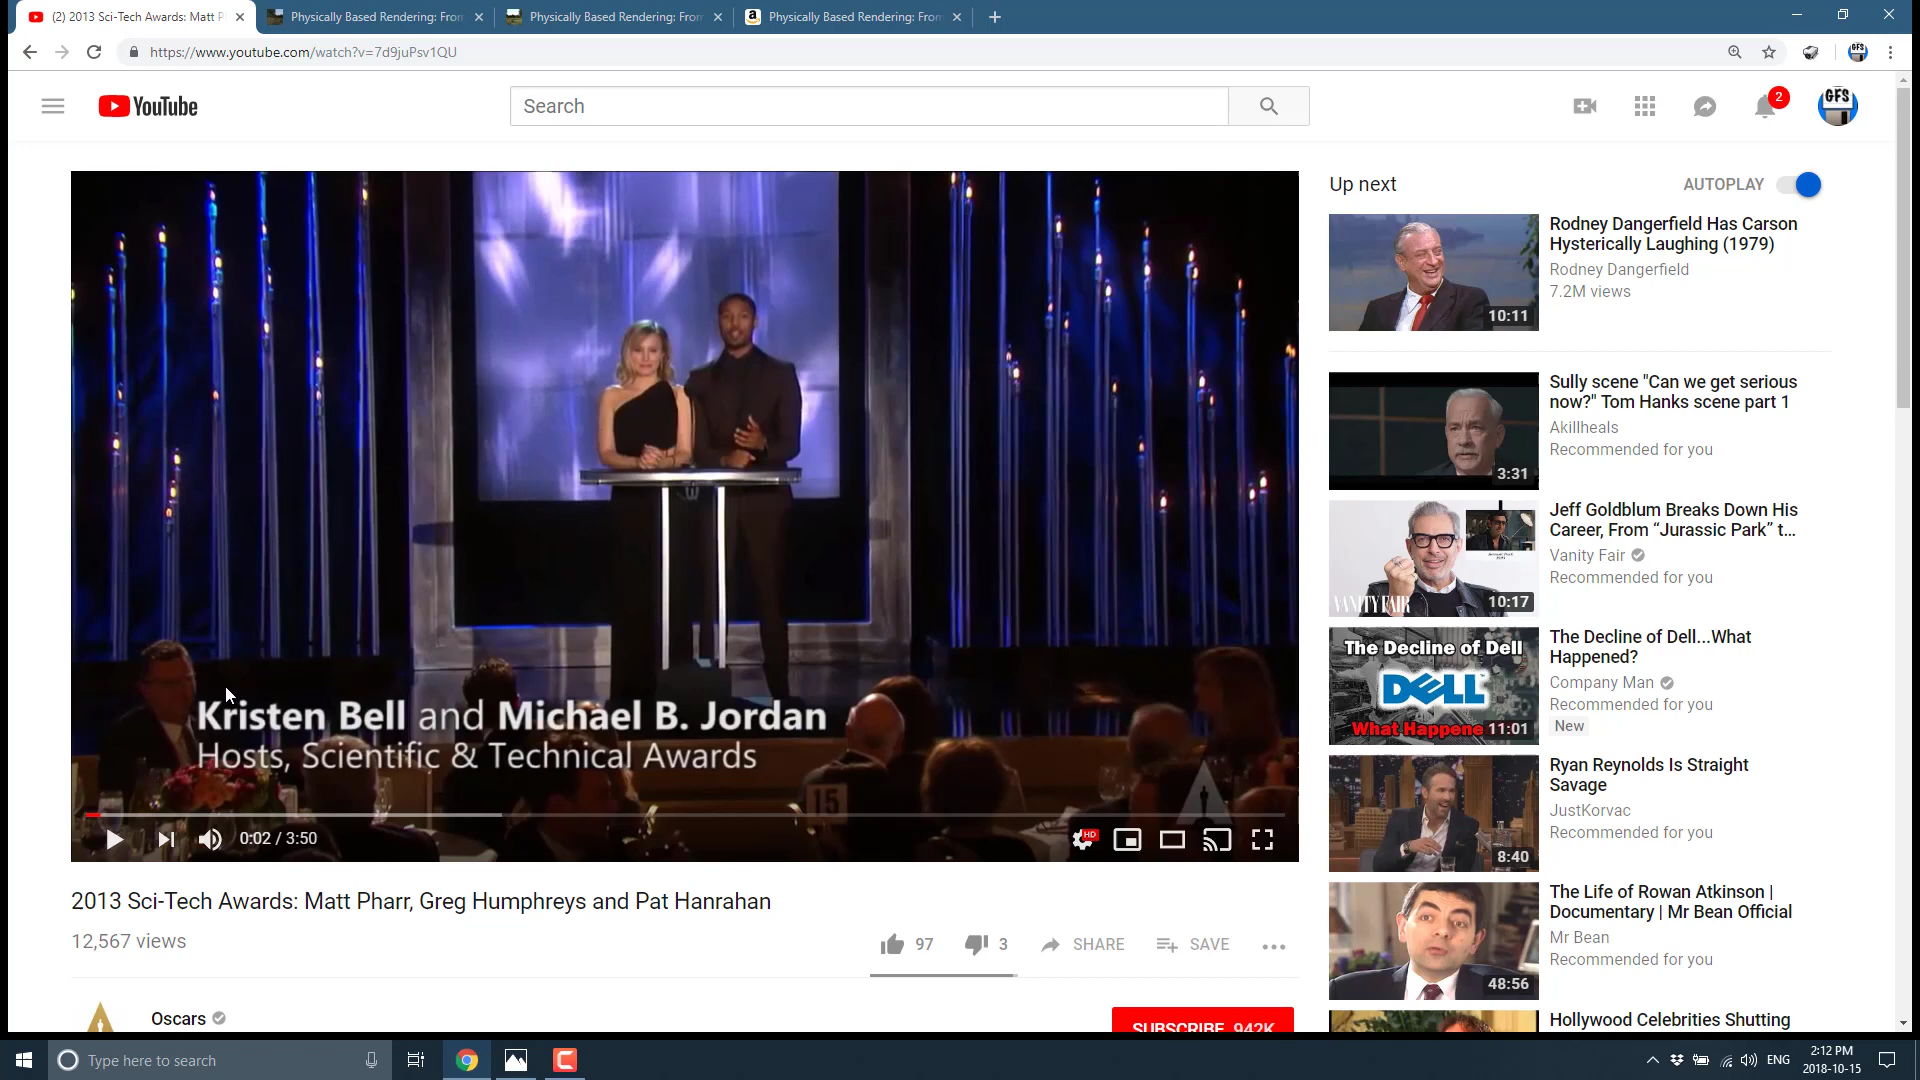 (2) 2013 Sci-Tech Awards: Matt P
Physically Based Rendering: Fro
Physically Based Rendering: Fro
Physically Based Rendering: Fro
https://www.youtube.com/watch?v=7d9juPsv1QU
GFS
YouTube
Search
2
GFS
Kristen Bell and Michael B. Jordan
Hosts, Scientific & Technical Awards
15
0:02 / 3:50
HD
2013 Sci-Tech Awards: Matt Pharr, Greg Humphreys and Pat Hanrahan
12,567 views
97
3
SHARE
SAVE
Oscars
SUBSCRIBE 942K
Up next
AUTOPLAY
10:11
Rodney Dangerfield Has Carson
Hysterically Laughing (1979)
Rodney Dangerfield
7.2M views
3:31
Sully scene "Can we get serious
now?" Tom Hanks scene part 1
Akillheals
Recommended for you
VANITY FAIR
10:17
Jeff Goldblum Breaks Down His
Career, From “Jurassic Park” t...
Vanity Fair
Recommended for you
The Decline of Dell
DELL
What Happene
11:01
The Decline of Dell...What
Happened?
Company Man
Recommended for you
New
8:40
Ryan Reynolds Is Straight
Savage
JustKorvac
Recommended for you
48:56
The Life of Rowan Atkinson |
Documentary | Mr Bean Official
Mr Bean
Recommended for you
Hollywood Celebrities Shutting
Type here to search
ENG
2:12 PM
2018-10-15